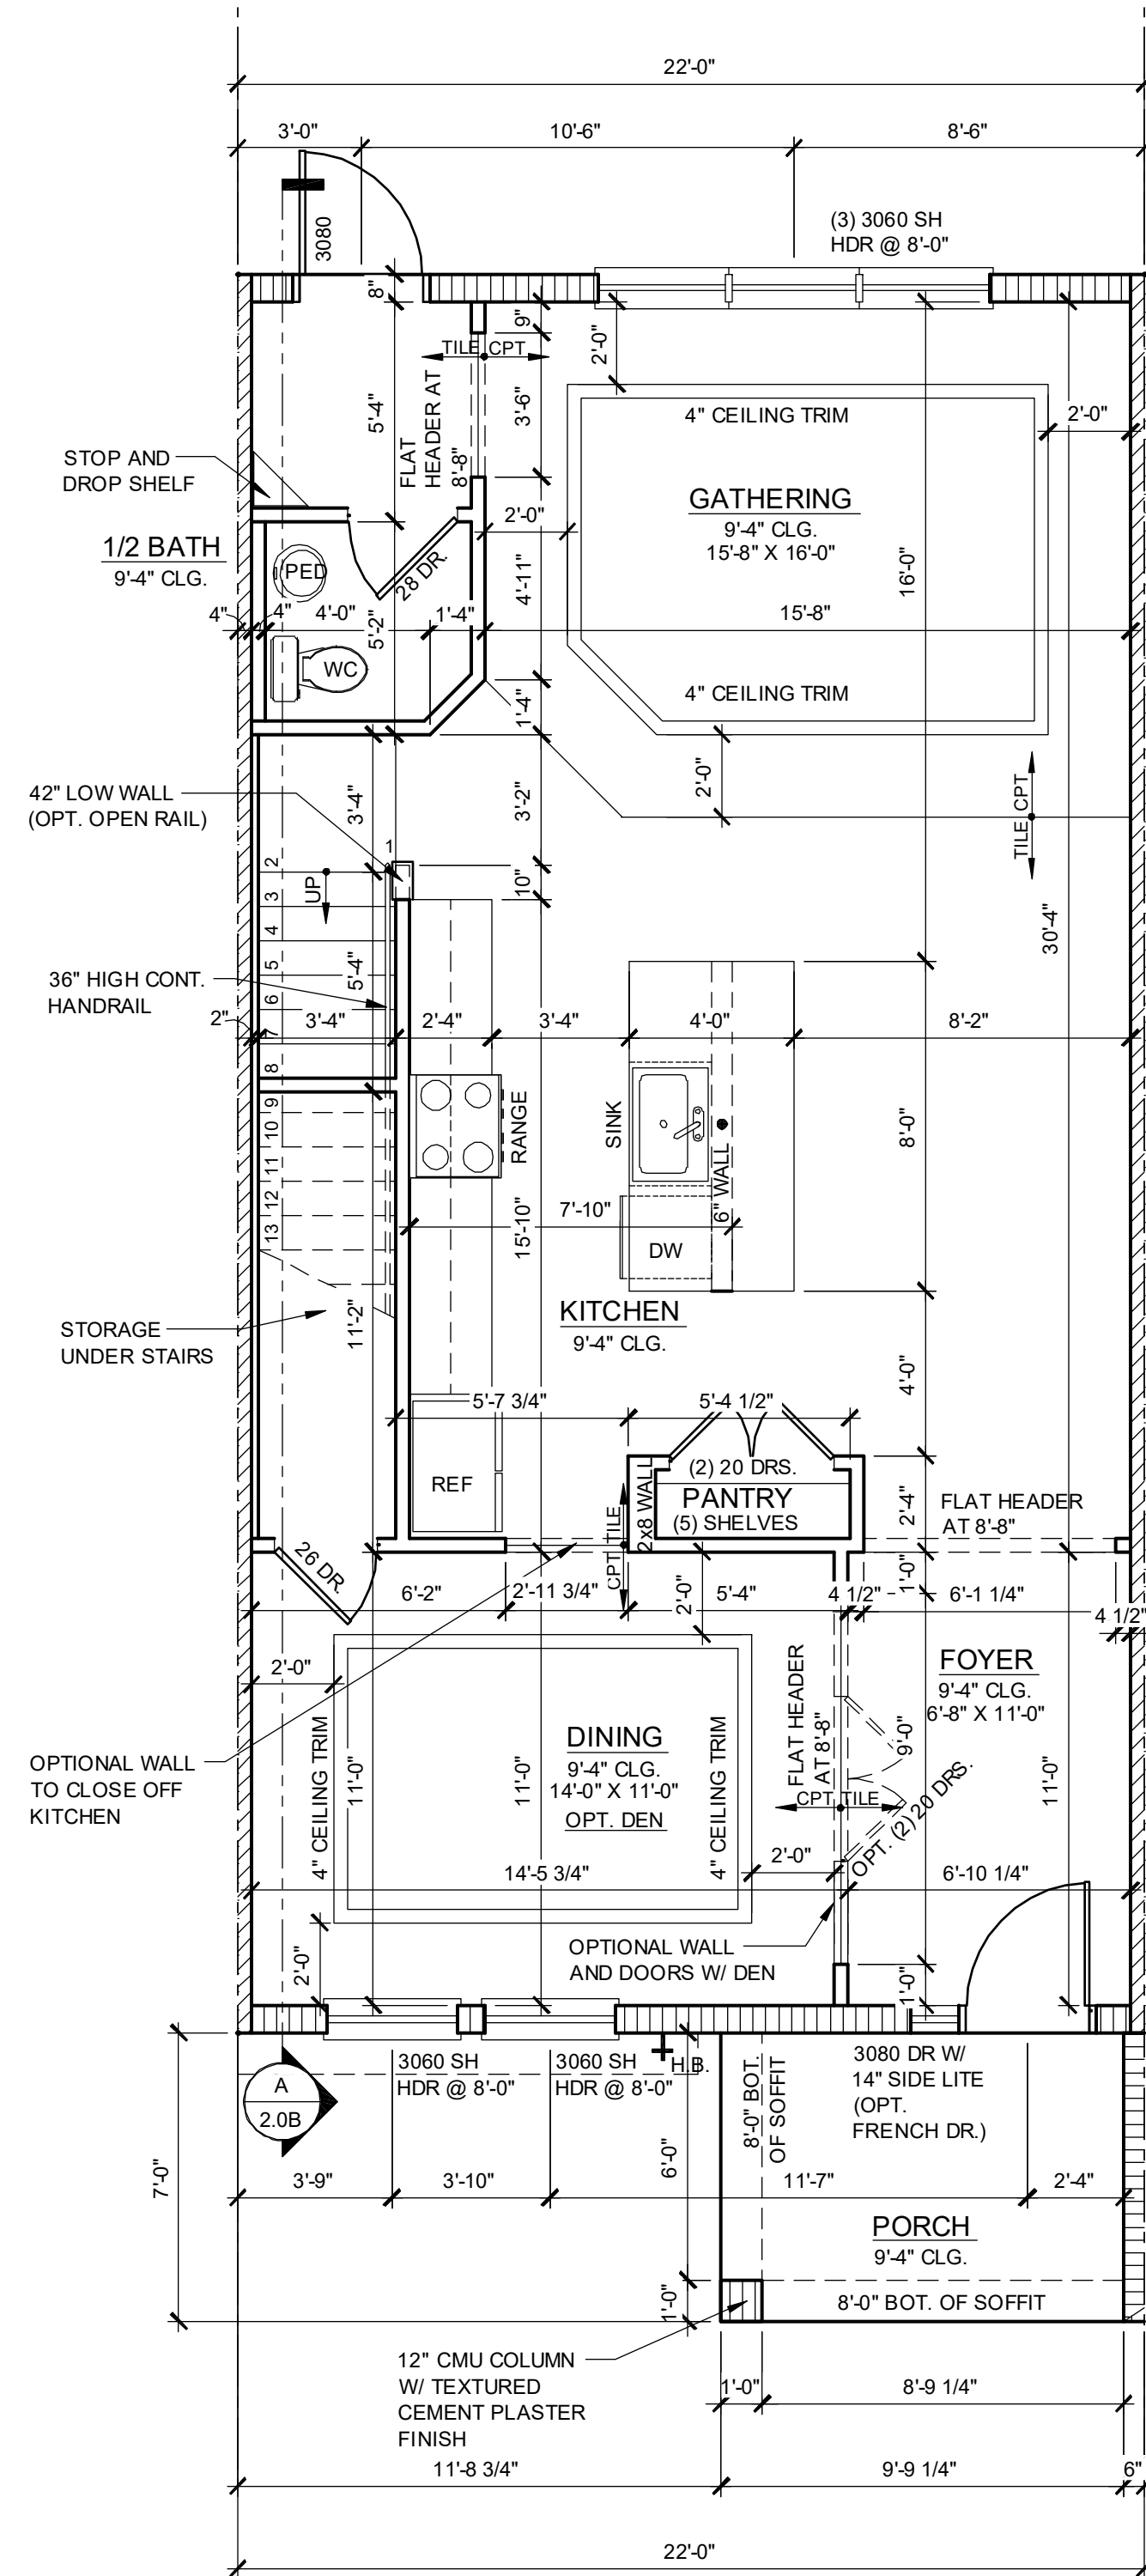 22'-0"
3'-0"
10'-6"
8'-6"
3080
(3) 3060 SH
HDR @ 8'-0"
8"
9"
TILE CPT
2'-0"
5'-4"
FLAT
HEADER AT
8'-8"
3'-6"
4" CEILING TRIM
2'-0"
STOP AND
DROP SHELF
GATHERING
9'-4" CLG.
15'-8" X 16'-0"
2'-0"
16'-0"
1/2 BATH
9'-4" CLG.
PED
28 DR.
4'-11"
4"
4"
4'-0"
5'-2"
1'-4"
15'-8"
WC
4" CEILING TRIM
1'-4"
2'-0"
42" LOW WALL
(OPT. OPEN RAIL)
3'-4"
3'-2"
TILE CPT
1
2
3
4
5
6
7
8
9
10
11
12
13
UP
10"
30'-4"
36" HIGH CONT.
HANDRAIL
5'-4"
2"
3'-4"
2'-4"
3'-4"
4'-0"
8'-2"
RANGE
SINK
6" WALL
8'-0"
15'-10"
7'-10"
DW
STORAGE
UNDER STAIRS
11'-2"
KITCHEN
9'-4" CLG.
4'-0"
5'-7 3/4"
5'-4 1/2"
REF
2x8 WALL
(2) 20 DRS.
PANTRY
(5) SHELVES
2'-4"
FLAT HEADER
AT 8'-8"
CPT TILE
26 DR.
1'-0"
6'-2"
2'-11 3/4"
2'-0"
5'-4"
4 1/2"
6'-1 1/4"
4 1/2"
2'-0"
FOYER
9'-4" CLG.
6'-8" X 11'-0"
OPTIONAL WALL
TO CLOSE OFF
KITCHEN
4" CEILING TRIM
11'-0"
11'-0"
DINING
9'-4" CLG.
14'-0" X 11'-0"
OPT. DEN
4" CEILING TRIM
FLAT HEADER
AT 8'-8"
CPT TILE
9'-0"
OPT. (2) 20 DRS.
11'-0"
14'-5 3/4"
2'-0"
6'-10 1/4"
2'-0"
OPTIONAL WALL
AND DOORS W/ DEN
1'-0"
A
2.0B
3060 SH
HDR @ 8'-0"
3060 SH
HDR @ 8'-0"
H.B.
8'-0" BOT.
OF SOFFIT
3080 DR W/
14" SIDE LITE
(OPT.
FRENCH DR.)
7'-0"
6'-0"
3'-9"
3'-10"
11'-7"
2'-4"
PORCH
9'-4" CLG.
1'-0"
8'-0" BOT. OF SOFFIT
12" CMU COLUMN
W/ TEXTURED
CEMENT PLASTER
FINISH
1'-0"
8'-9 1/4"
11'-8 3/4"
9'-9 1/4"
6"
22'-0"